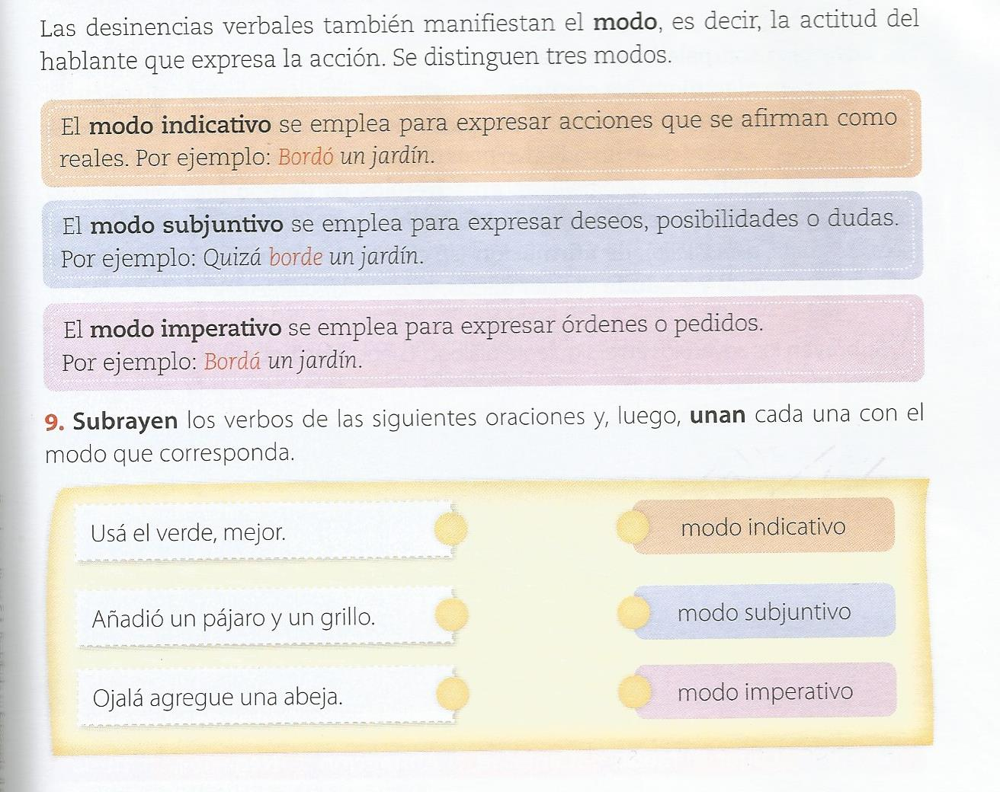 Las desinencias verbales también manifiestan el modo, es decir, la actitud del
hablante que expresa la acción. Se distinguen tres modos.
El modo indicativo se emplea para expresar acciones que se afirman como
reales. Por ejemplo: Bordó un jardín.
El modo subjuntivo se emplea para expresar deseos, posibilidades o dudas.
Por ejemplo: Quizá borde un jardín.
El modo imperativo se emplea para expresar órdenes o pedidos.
Por ejemplo: Bordá un jardín.
9. Subrayen los verbos de las siguientes oraciones y, luego, unan cada una con el
modo que corresponda.
Usá el verde, mejor.
modo indicativo
Añadió un pájaro y un grillo.
modo subjuntivo
Ojalá agregue una abeja.
modo imperativo